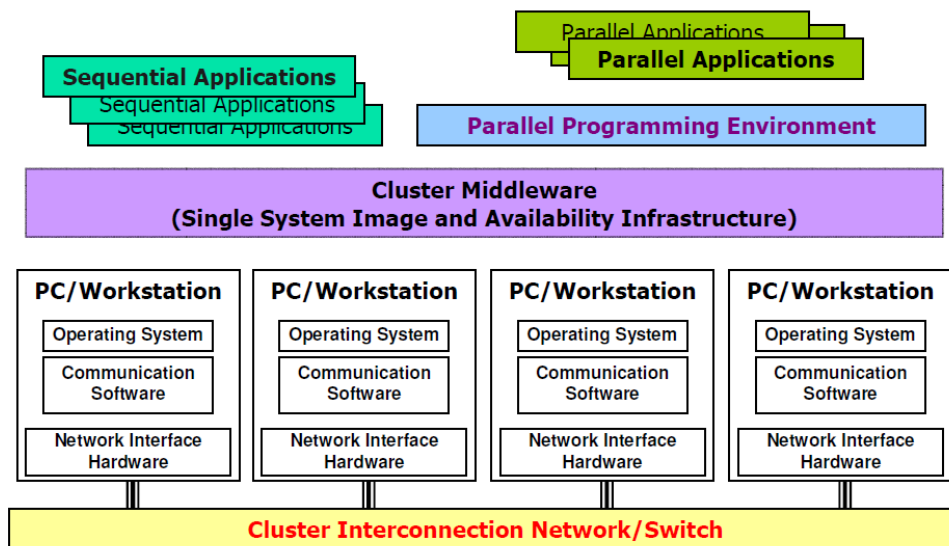 Parallel Applications
Parallel Applications
Sequential Applications
Sequential Applications
Sequential Applications
Parallel Programming Environment
Cluster Middleware
(Single System Image and Availability Infrastructure)
PC/Workstation
Operating System
Communication
Software
Network Interface
Hardware
PC/Workstation
Operating System
Communication
Software
Network Interface
Hardware
PC/Workstation
Operating System
Communication
Software
Network Interface
Hardware
PC/Workstation
Operating System
Communication
Software
Network Interface
Hardware
Cluster Interconnection Network/Switch